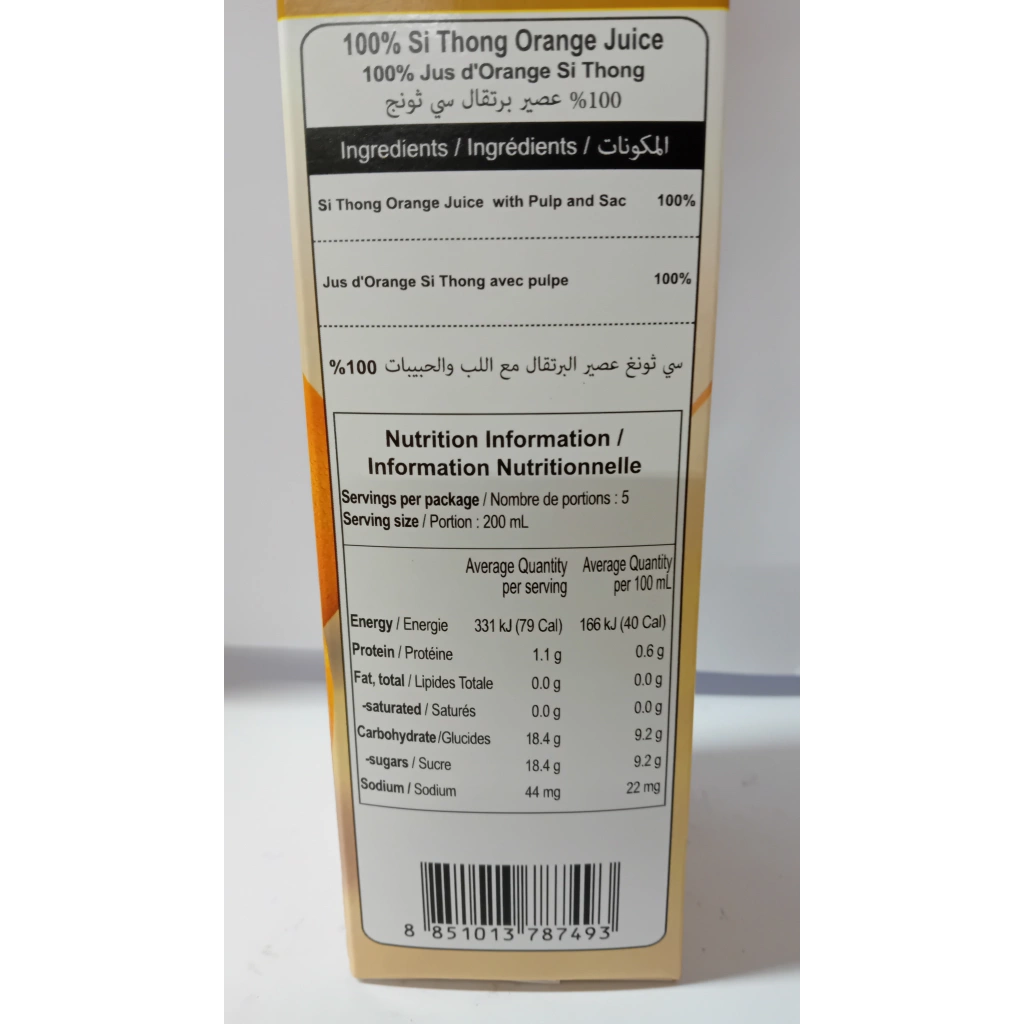 100% Si Thong Orange Juice
100% Jus d'Orange Si Thong
%100 عصير برتقال سي ثونج
Ingredients / Ingrédients / المكونات
Si Thong Orange Juice with Pulp and Sac 100%
Jus d'Orange Si Thong avec pulpe 100%
سي ثونغ عصير البرتقال مع اللب والحبيبات 100%
Nutrition Information /
Information Nutritionnelle
Servings per package / Nombre de portions : 5
Serving size / Portion : 200 mL
Average Quantity Average Quantity
per serving per 100 mL
Energy / Energie 331 kJ (79 Cal) 166 kJ (40 Cal)
Protein / Protéine 1.1 g 0.6 g
Fat, total / Lipides Totale 0.0 g 0.0 g
-saturated / Saturés 0.0 g 0.0 g
Carbohydrate /Glucides 18.4 g 9.2 g
-sugars / Sucre 18.4 g 9.2 g
Sodium / Sodium 44 mg 22 mg
8 851013 787493